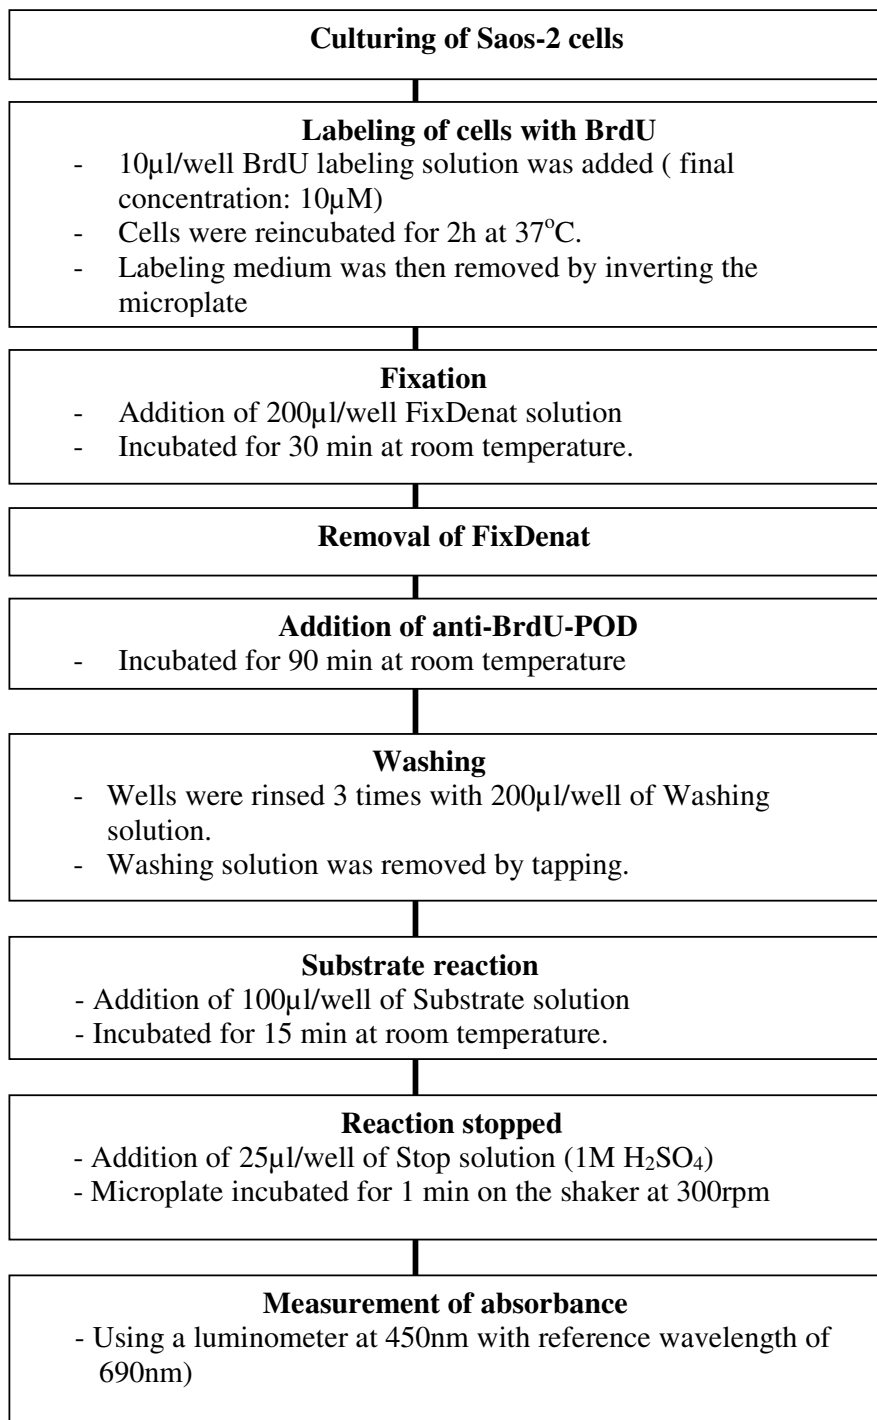 Culturing of Saos-2 cells
Labeling of cells with BrdU
- 10µl/well BrdU labeling solution was added ( final
concentration: 10µM)
- Cells were reincubated for 2h at 37°C.
- Labeling medium was then removed by inverting the
microplate
Fixation
- Addition of 200µl/well FixDenat solution
- Incubated for 30 min at room temperature.
Removal of FixDenat
Addition of anti-BrdU-POD
- Incubated for 90 min at room temperature
Washing
- Wells were rinsed 3 times with 200µl/well of Washing
solution.
- Washing solution was removed by tapping.
Substrate reaction
- Addition of 100µl/well of Substrate solution
- Incubated for 15 min at room temperature.
Reaction stopped
- Addition of 25µl/well of Stop solution (1M H₂SO₄)
- Microplate incubated for 1 min on the shaker at 300rpm
Measurement of absorbance
- Using a luminometer at 450nm with reference wavelength of
690nm)